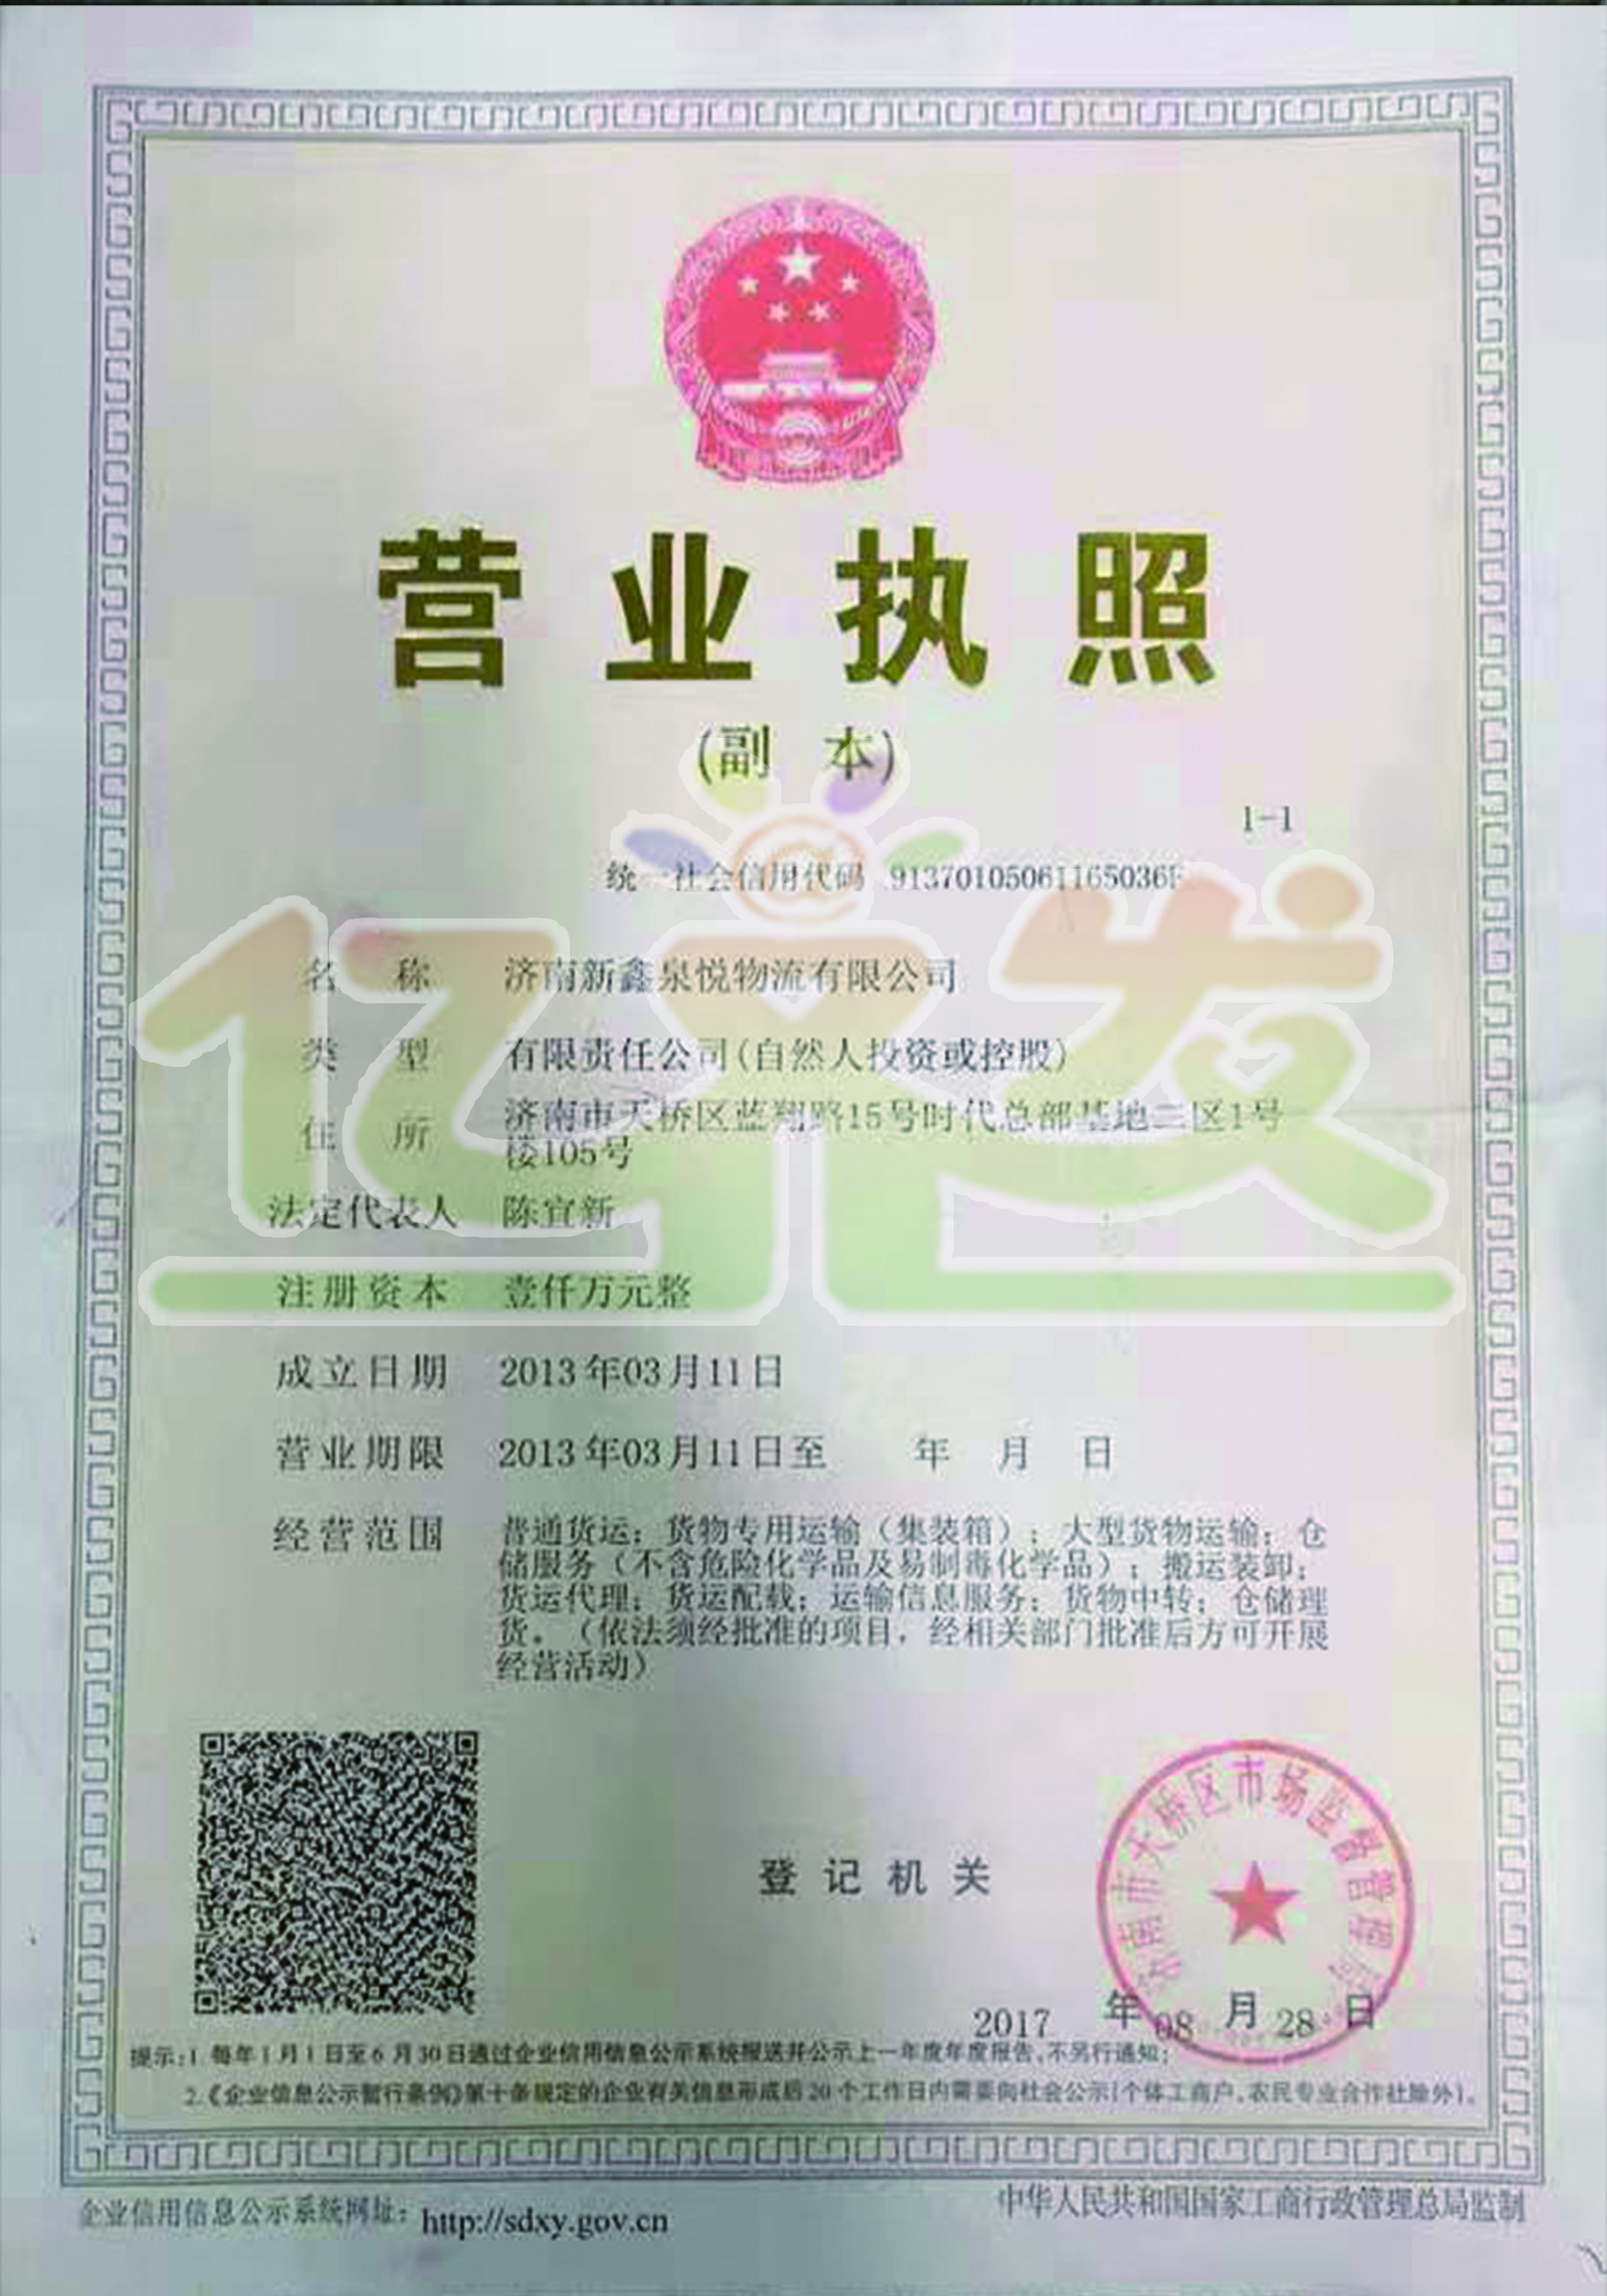 营业执照
(副 本)
1-1
统一社会信用代码 91370105061165036F
名 称 济南新鑫泉悦物流有限公司
类 型 有限责任公司(自然人投资或控股)
住 所 济南市天桥区蓝翔路15号时代总部基地二区1号
楼105号
法定代表人 陈宜新
注册资本 壹仟万元整
成立日期 2013年03月11日
营业期限 2013年03月11日至 年 月 日
经营范围 普通货运；货物专用运输（集装箱）；大型货物运输；仓
储服务（不含危险化学品及易制毒化学品）；搬运装卸；
货运代理；货运配载；运输信息服务；货物中转；仓储理
货。（依法须经批准的项目，经相关部门批准后方可开展
经营活动）
亿企发
济南市天桥区市场监督管理局
登记机关
2017 年 08 月 28 日
提示：1.每年1月1日至6月30日通过企业信用信息公示系统报送并公示上一年度年度报告，不另行通知；
2.《企业信息公示暂行条例》第十条规定的企业有关信息形成后20个工作日内需要向社会公示（个体工商户、农民专业合作社除外）。
企业信用信息公示系统网址：http://sdxy.gov.cn
中华人民共和国国家工商行政管理总局监制